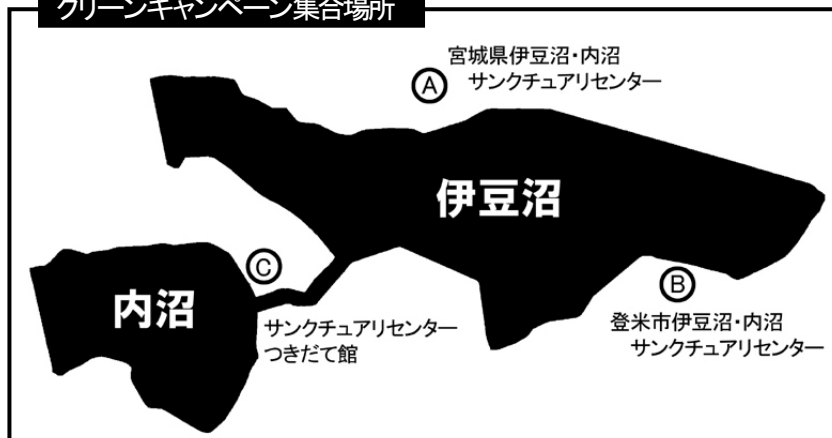 クリーンキャンペーン集合場所
宮城県伊豆沼・内沼
Ⓐ サンクチュアリセンター
伊豆沼
内沼
Ⓒ
サンクチュアリセンター
つきだて館
Ⓑ
登米市伊豆沼・内沼
サンクチュアリセンター